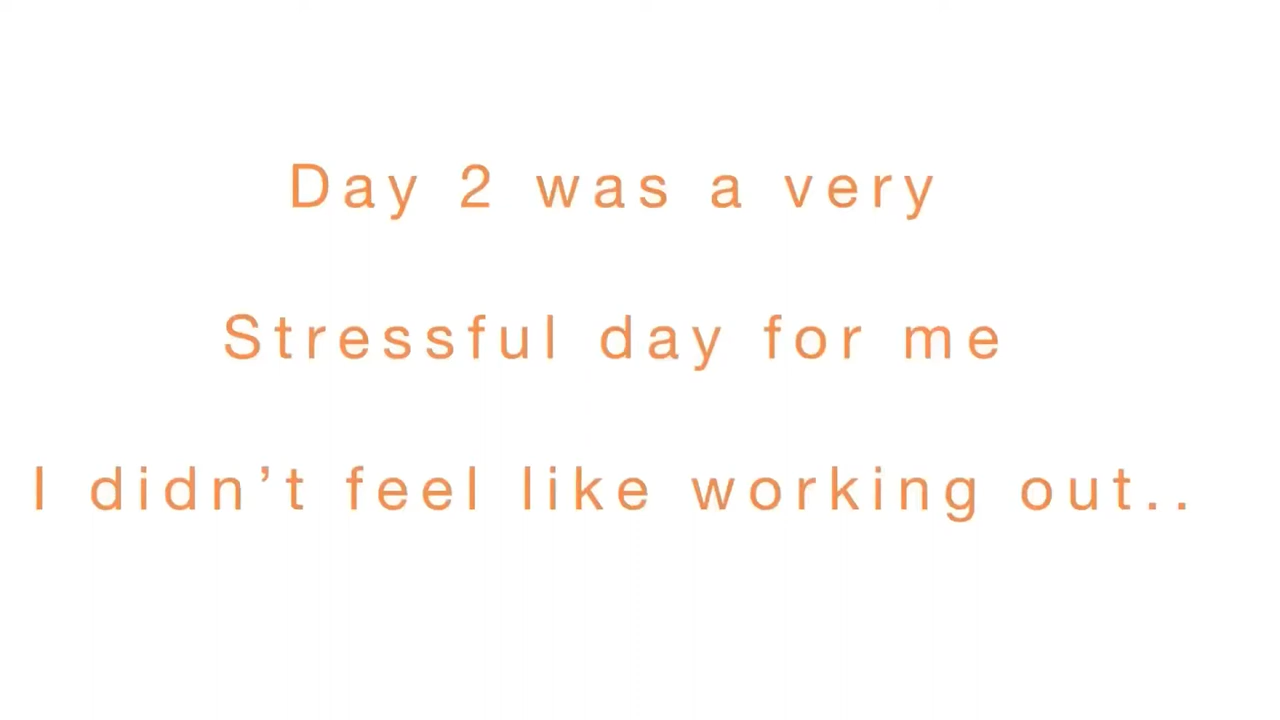 Day 2 was a very
Stressful day for me
I didn’t feel like working out..